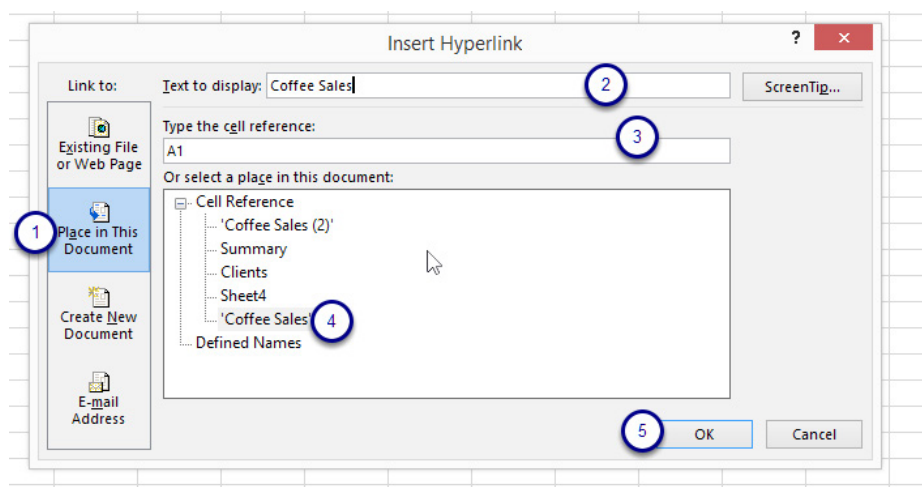 Insert Hyperlink
?
×
Link to:
Text to display: Coffee Sales
2
ScreenTip...
Existing File
or Web Page
Type the cell reference:
3
A1
Or select a place in this document:
1
Place in This
Document
Cell Reference
'Coffee Sales (2)'
Summary
Clients
Sheet4
'Coffee Sales'
4
Defined Names
Create New
Document
E-mail
Address
5
OK
Cancel